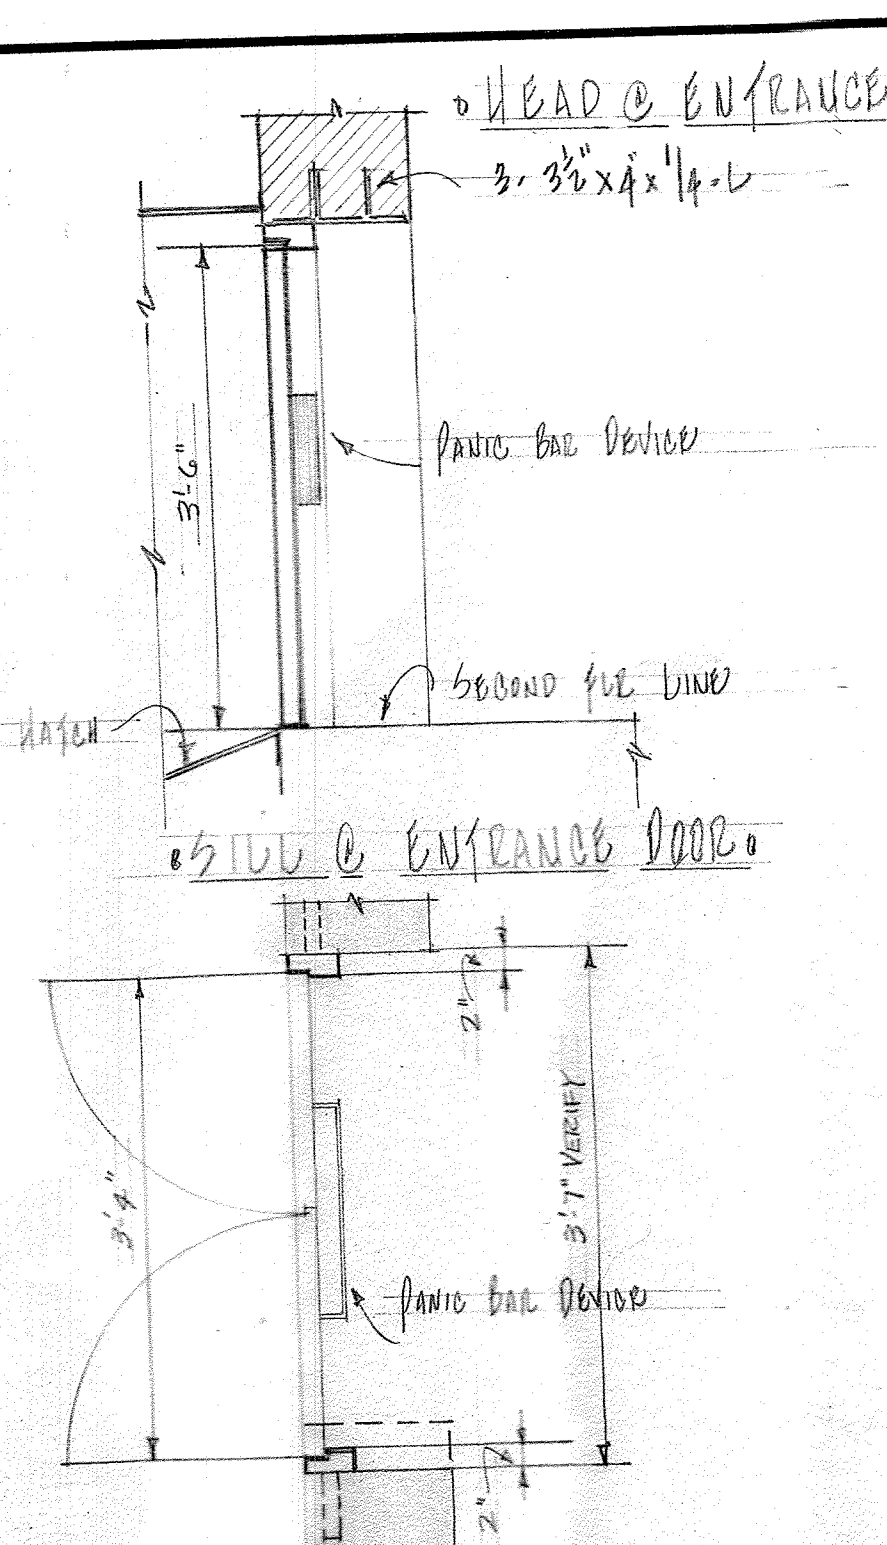 HEAD @ ENTRANCE
3. 3½" x 4" x 1/4. L
3'-6"
PANIC BAR DEVICE
SECOND FLR LINE
HATCH
SILL @ ENTRANCE DOOR.
2"
3'-4"
3'-7" VERIFY
PANIC BAR DEVICE
2"